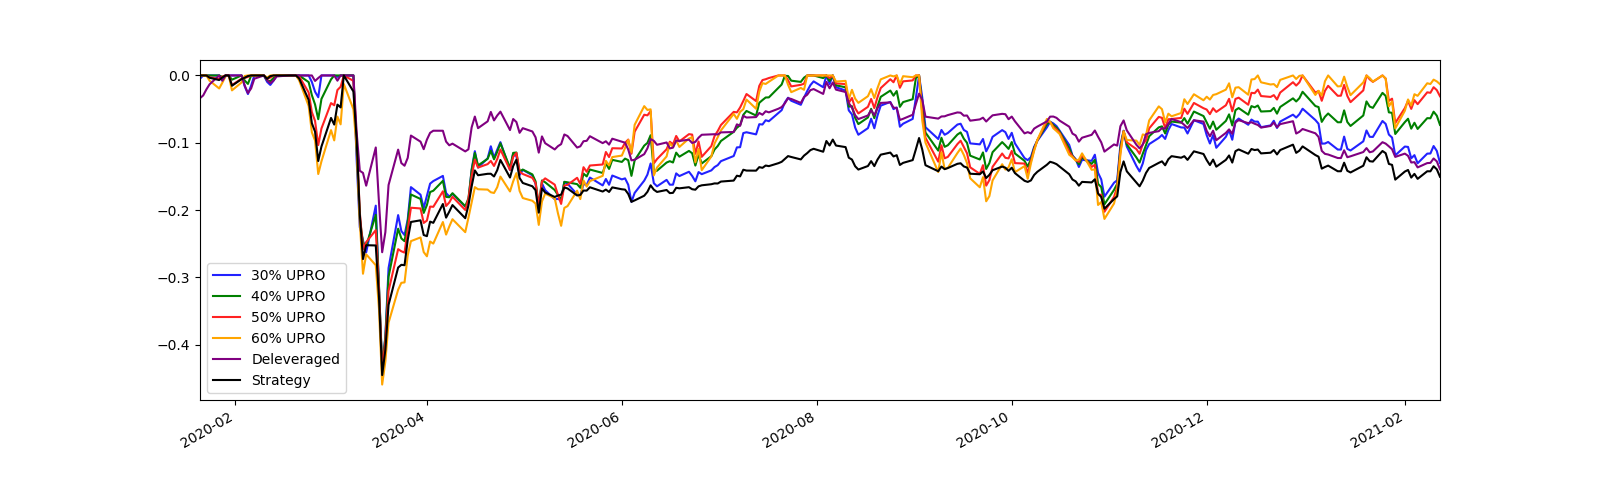 0.0
−0.1
−0.2
−0.3
−0.4
30% UPRO
40% UPRO
50% UPRO
60% UPRO
Deleveraged
Strategy
2020-02
2020-04
2020-06
2020-08
2020-10
2020-12
2021-02